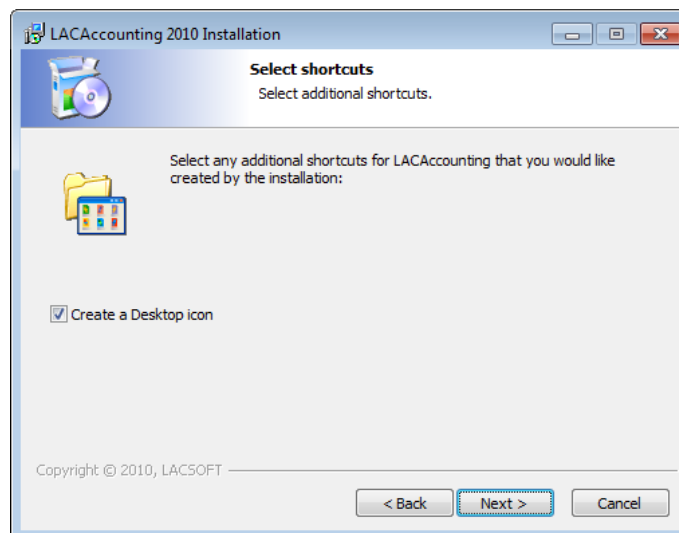 LACAccounting 2010 Installation
Select shortcuts
Select additional shortcuts.
Select any additional shortcuts for LACAccounting that you would like
created by the installation:
Create a Desktop icon
Copyright © 2010, LACSOFT
< Back Next > Cancel